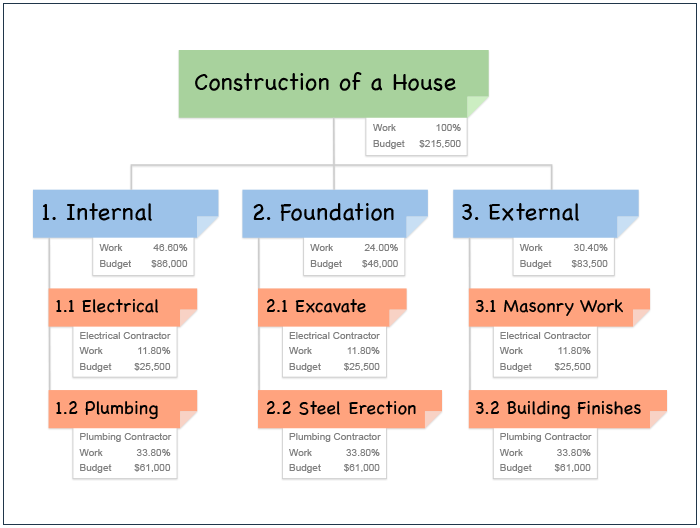 Construction of a House
Work 100%
Budget $215,500
1. Internal
Work 46.60%
Budget $86,000
2. Foundation
Work 24.00%
Budget $46,000
3. External
Work 30.40%
Budget $83,500
1.1 Electrical
Electrical Contractor
Work 11.80%
Budget $25,500
2.1 Excavate
Electrical Contractor
Work 11.80%
Budget $25,500
3.1 Masonry Work
Electrical Contractor
Work 11.80%
Budget $25,500
1.2 Plumbing
Plumbing Contractor
Work 33.80%
Budget $61,000
2.2 Steel Erection
Plumbing Contractor
Work 33.80%
Budget $61,000
3.2 Building Finishes
Plumbing Contractor
Work 33.80%
Budget $61,000